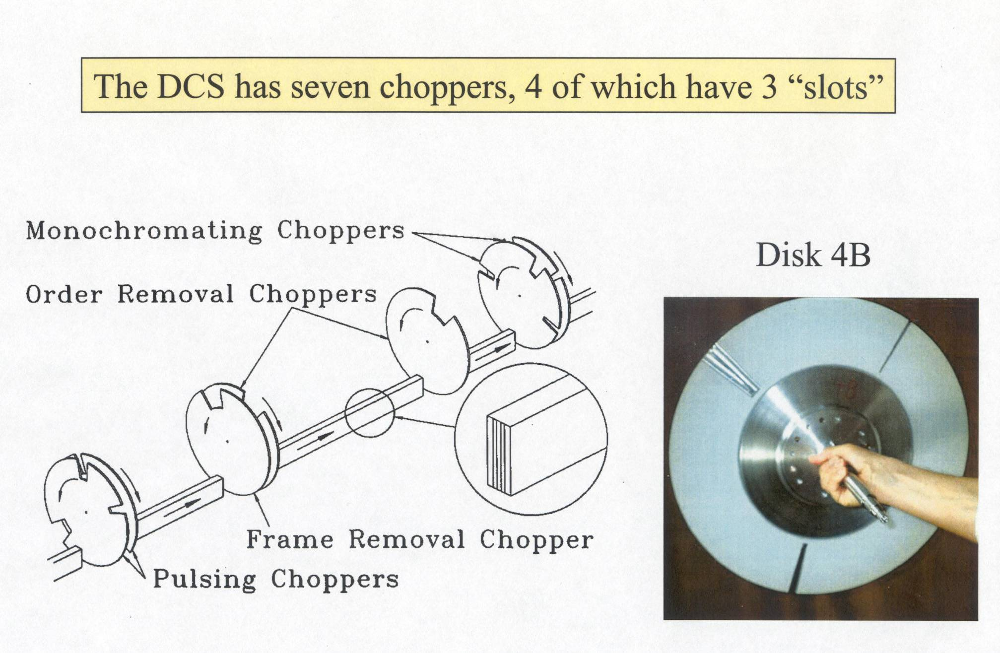 The DCS has seven choppers, 4 of which have 3 “slots”
Monochromating Choppers
Order Removal Choppers
Disk 4B
Frame Removal Chopper
Pulsing Choppers